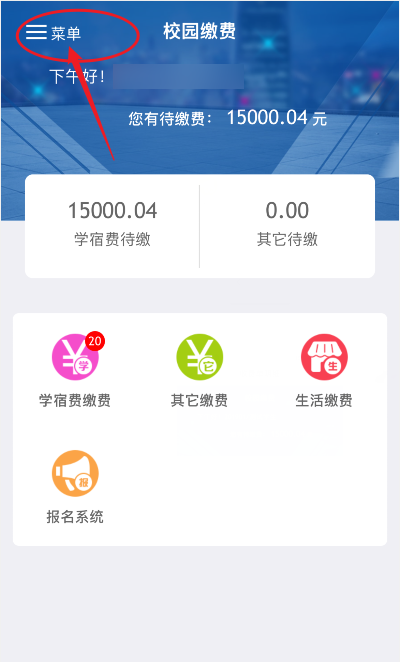 菜单
校园缴费
下午好！
您有待缴费： 15000.04 元
15000.04
0.00
学宿费待缴
其它待缴
20
学
它
生
学宿费缴费
其它缴费
生活缴费
报
报名系统